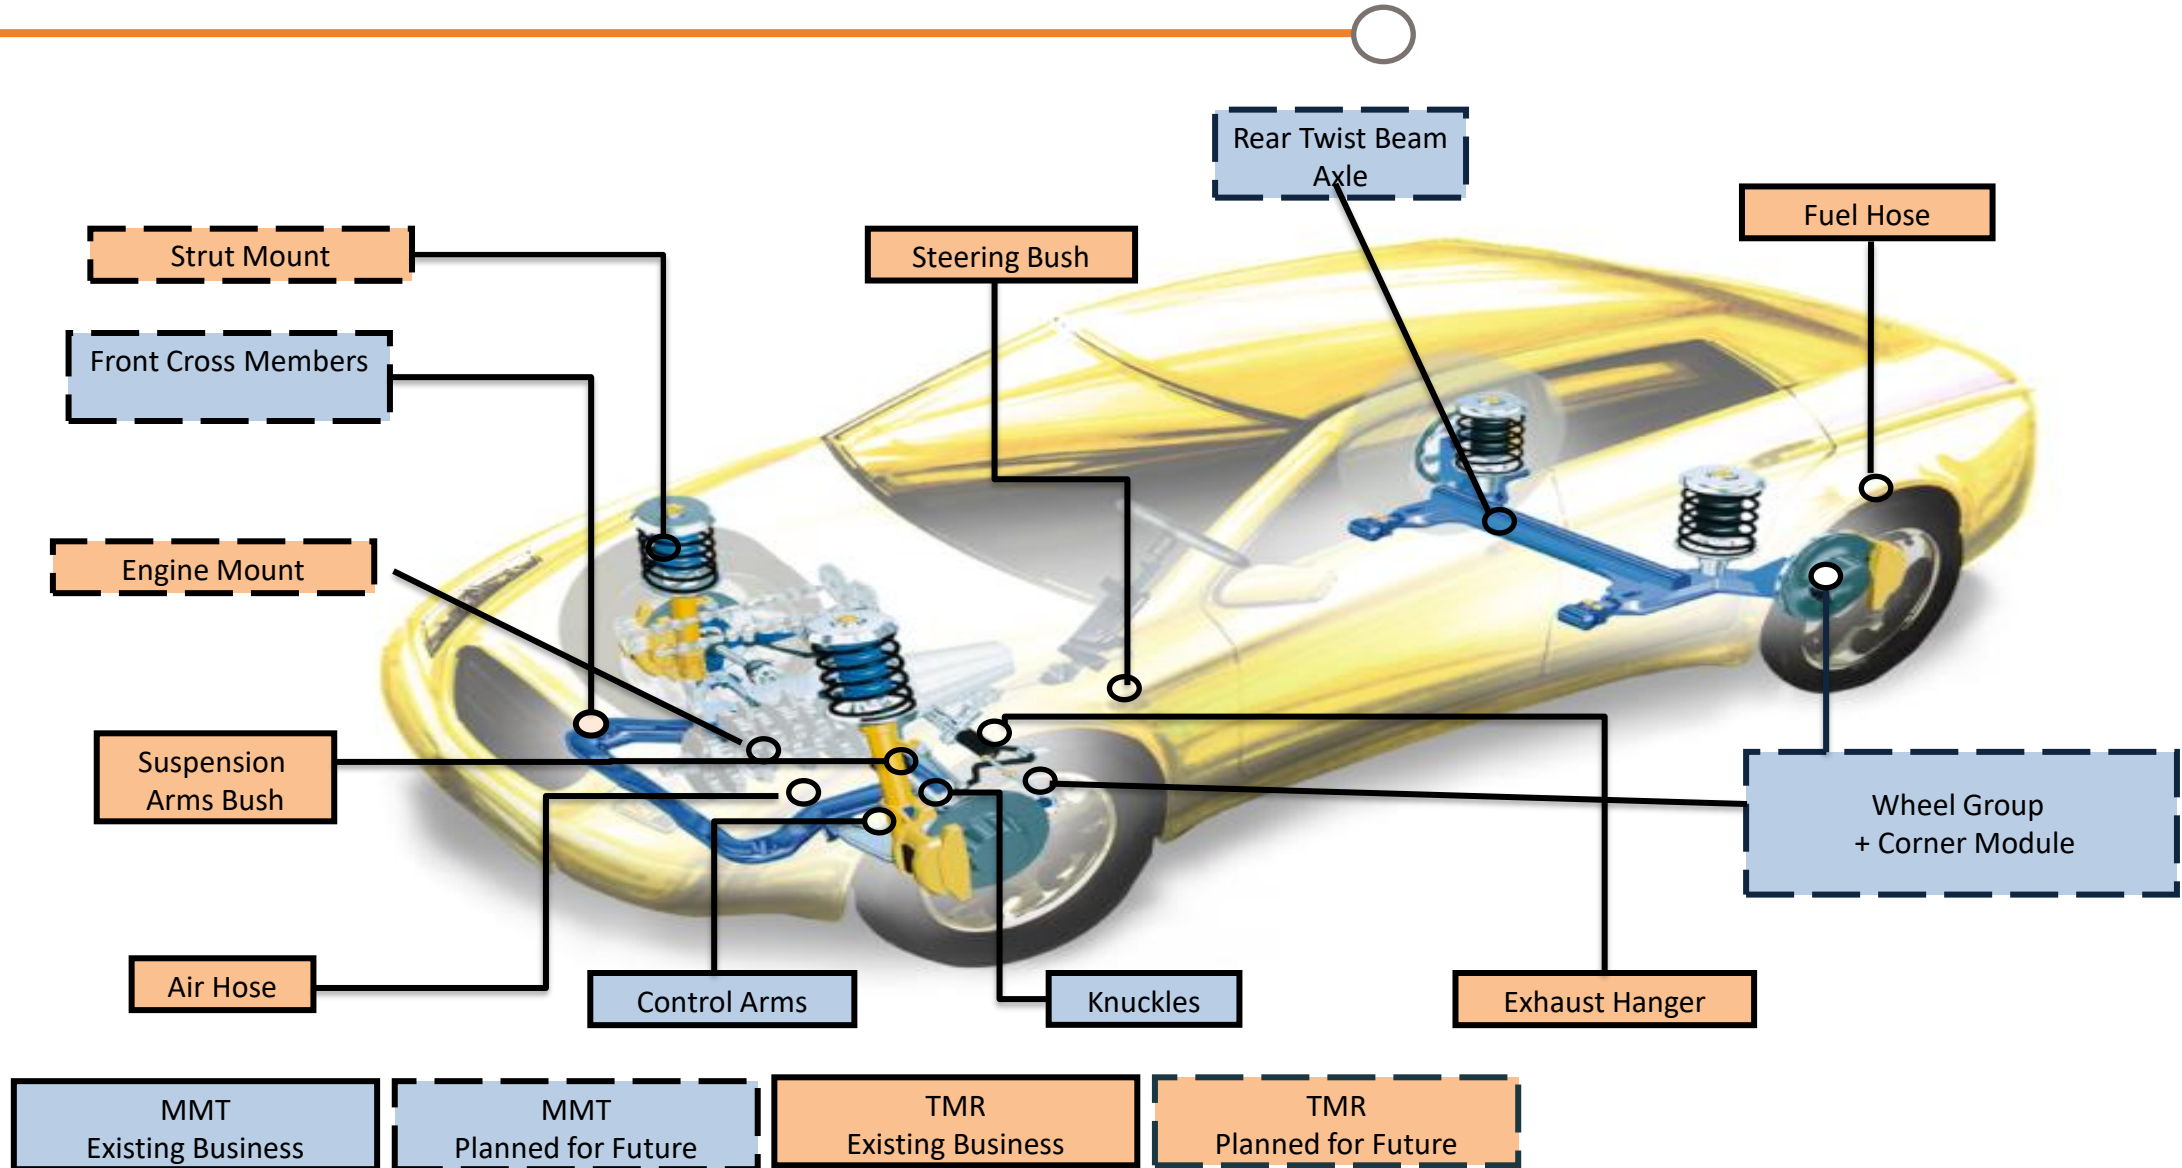 Rear Twist Beam
Axle
Fuel Hose
Strut Mount
Steering Bush
Front Cross Members
Engine Mount
Suspension
Arms Bush
Wheel Group
+ Corner Module
Air Hose
Control Arms
Knuckles
Exhaust Hanger
MMT
Existing Business
MMT
Planned for Future
TMR
Existing Business
TMR
Planned for Future